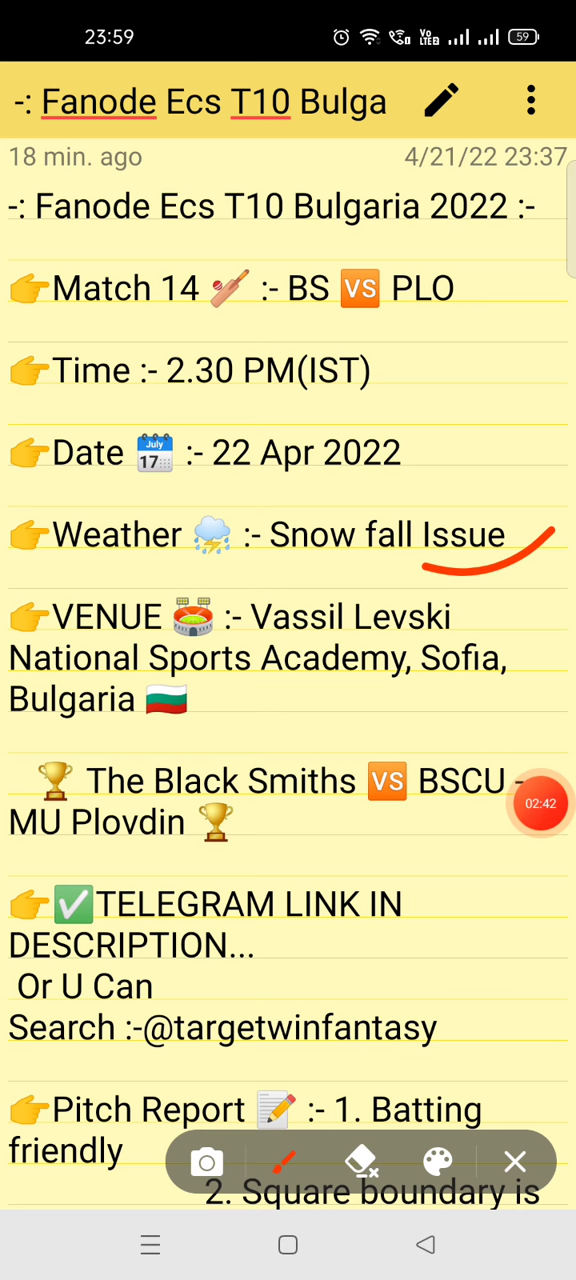 23:59
VoLTE2
59
-: Fanode Ecs T10 Bulga
18 min. ago 4/21/22 23:37
-: Fanode Ecs T10 Bulgaria 2022 :-
👉Match 14 🏏 :- BS 🆚 PLO
👉Time :- 2.30 PM(IST)
👉Date 📅 :- 22 Apr 2022
👉Weather ⛈️ :- Snow fall Issue
👉VENUE 🏟️ :- Vassil Levski
National Sports Academy, Sofia,
Bulgaria 🇧🇬
🏆 The Black Smiths 🆚 BSCU -
MU Plovdin 🏆
02:42
👉✅TELEGRAM LINK IN
DESCRIPTION...
Or U Can
Search :-@targetwinfantasy
👉Pitch Report 📝 :- 1. Batting
friendly
2. Square boundary is